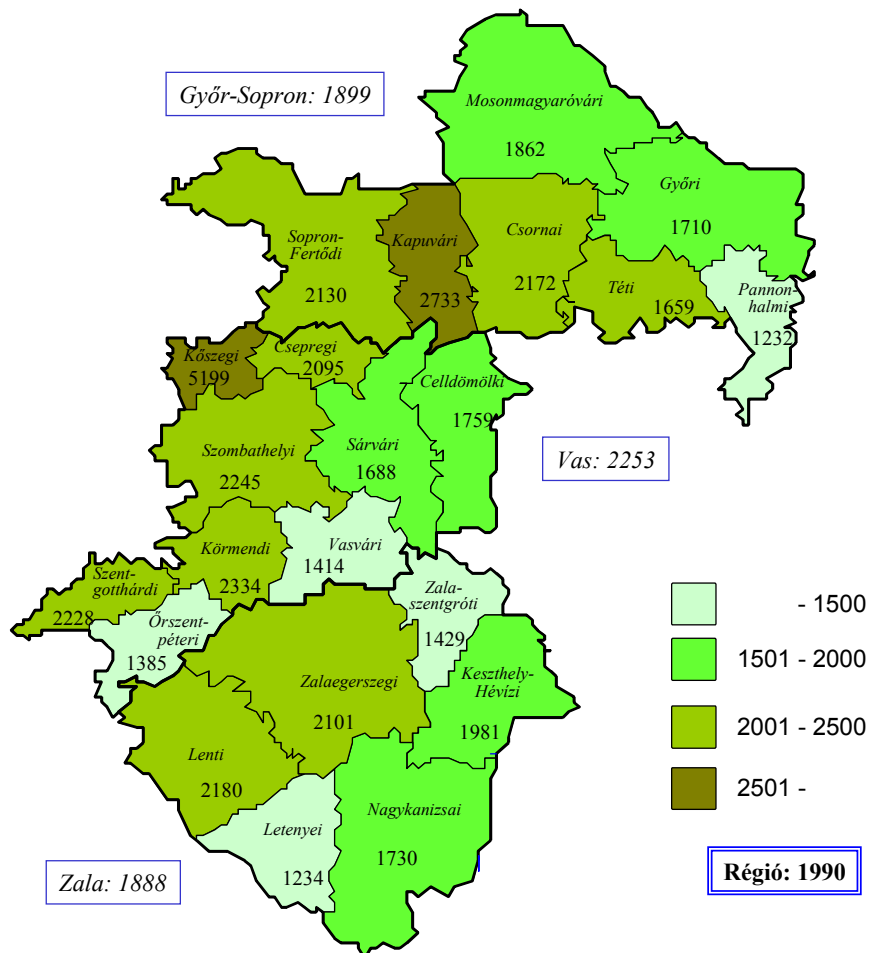 Győr-Sopron: 1899
Mosonmagyaróvári
1862
Győri
1710
Sopron-
Fertődi
2130
Kapuvári
2733
Csornai
2172
Téti
1659
Pannon-
halmi
1232
Kőszegi
5199
Csepregi
2095
Celldömölki
1759
Szombathelyi
2245
Sárvári
1688
Vas: 2253
Körmendi
2334
Vasvári
1414
Szent-
gotthárdi
2228
Őrszent-
péteri
1385
Zala-
szentgróti
1429
Zalaegerszegi
2101
Keszthely-
Hévízi
1981
Lenti
2180
Letenyei
1234
Nagykanizsai
1730
Zala: 1888
- 1500
1501 - 2000
2001 - 2500
2501 -
Régió: 1990